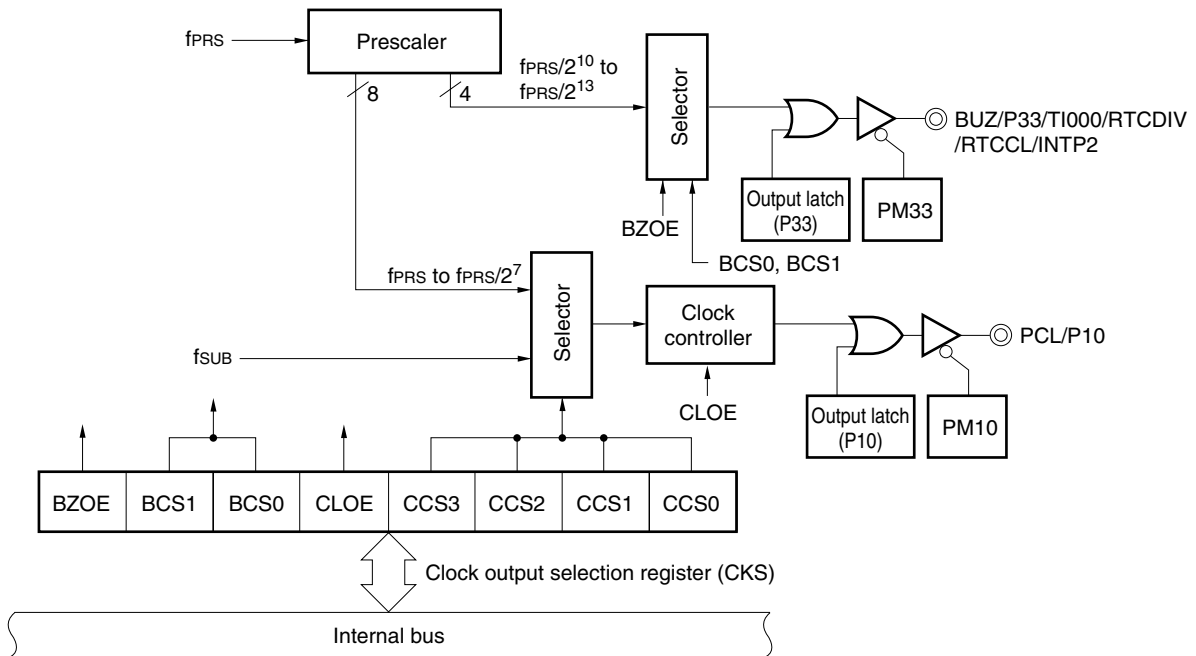 fPRS
Prescaler
8
4
fPRS/2^10 to
fPRS/2^13
Selector
BZOE
BCS0, BCS1
Output latch
(P33)
PM33
BUZ/P33/TI000/RTCDIV
/RTCCL/INTP2
fPRS to fPRS/2^7
fSUB
Selector
Clock
controller
CLOE
Output latch
(P10)
PM10
PCL/P10
BZOE BCS1 BCS0 CLOE CCS3 CCS2 CCS1 CCS0
Clock output selection register (CKS)
Internal bus